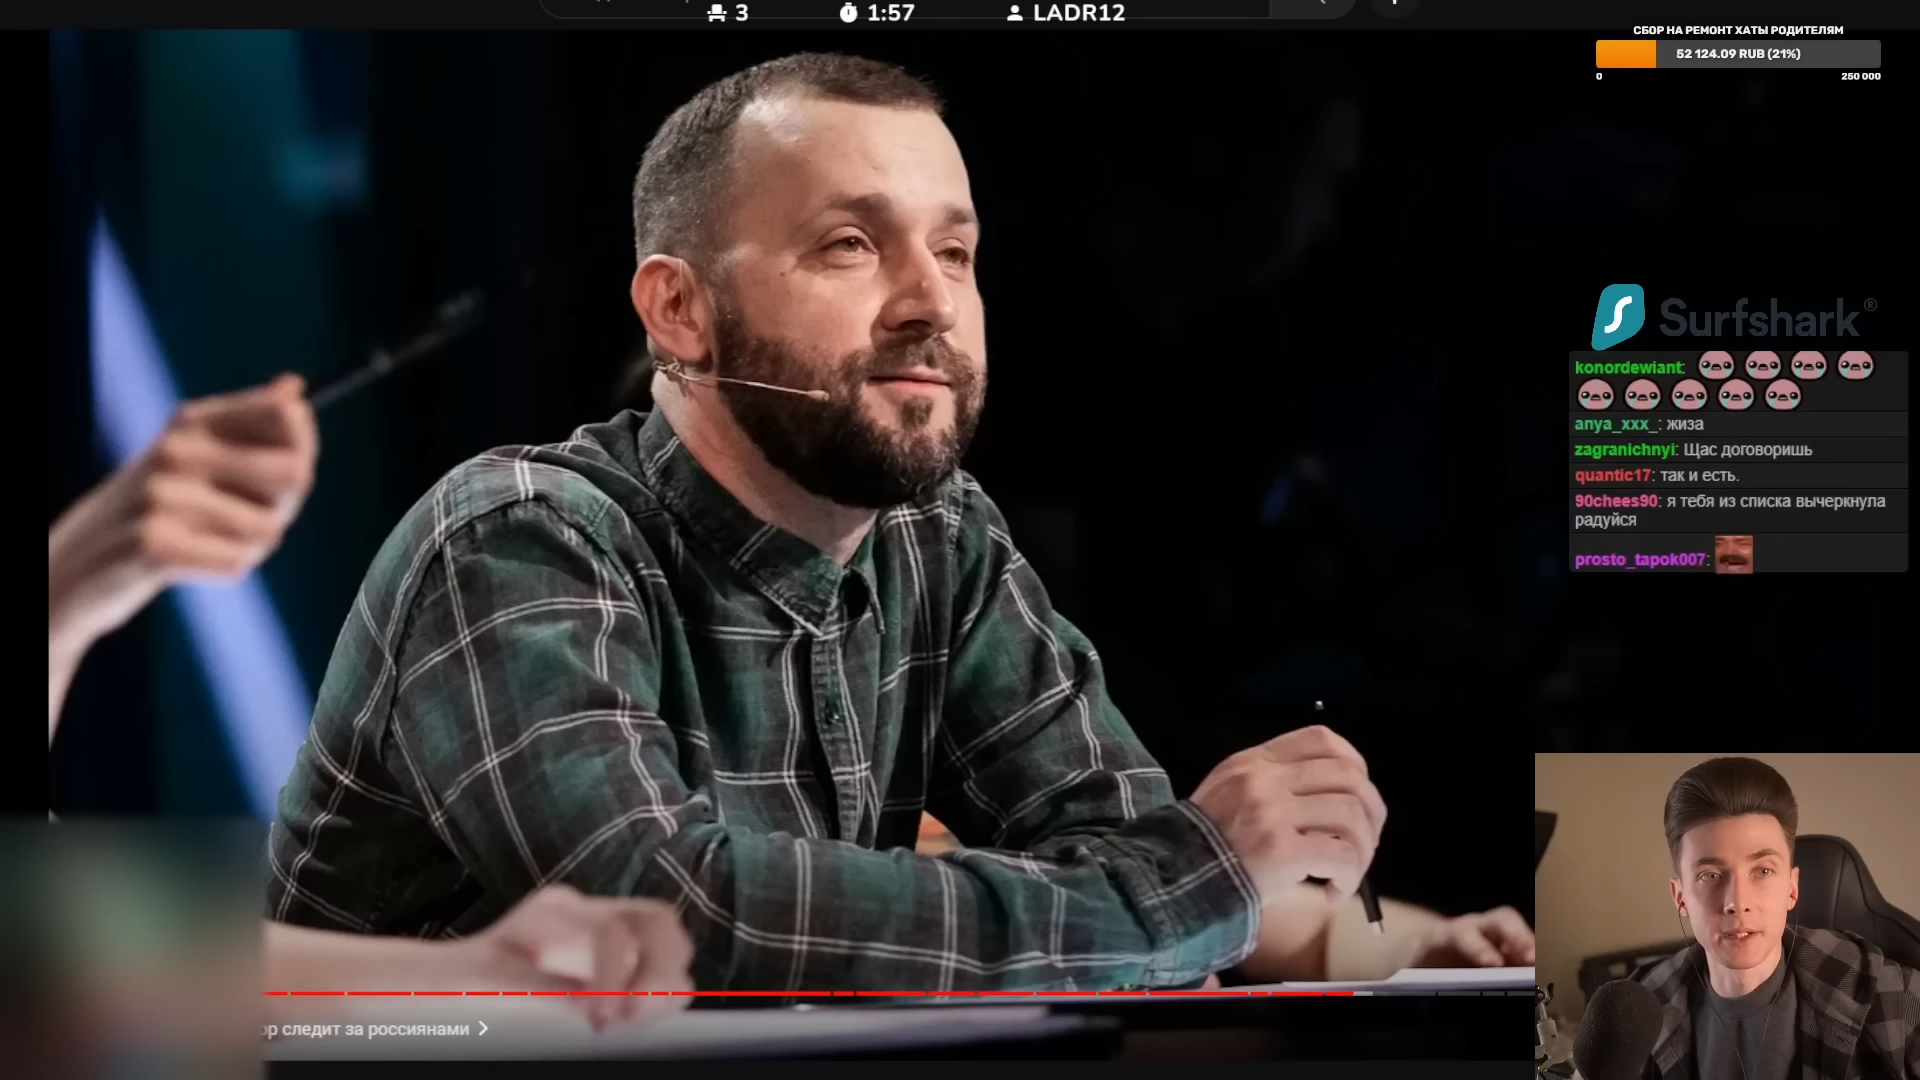 3
1:57
LADR12
СБОР НА РЕМОНТ ХАТЫ РОДИТЕЛЯМ
52 124.09 RUB (21%)
0
250 000
Surfshark®
konordewiant:
anya_xxx_: жиза
zagranichnyi: Щас договоришь
quantic17: так и есть.
90chees90: я тебя из списка вычеркнула
радуйся
prosto_tapok007:
следит за россиянами